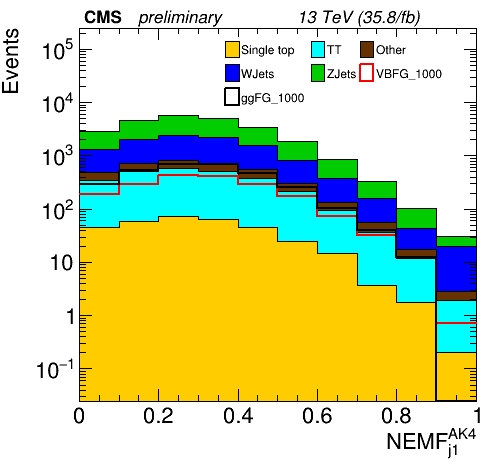 CMS preliminary 13 TeV (35.8/fb)
Events
Single top TT Other
WJets ZJets VBFG_1000
ggFG_1000
10^5
10^4
10^3
10^2
10
1
10^-1
0 0.2 0.4 0.6 0.8 1
NEMF_j1^AK4